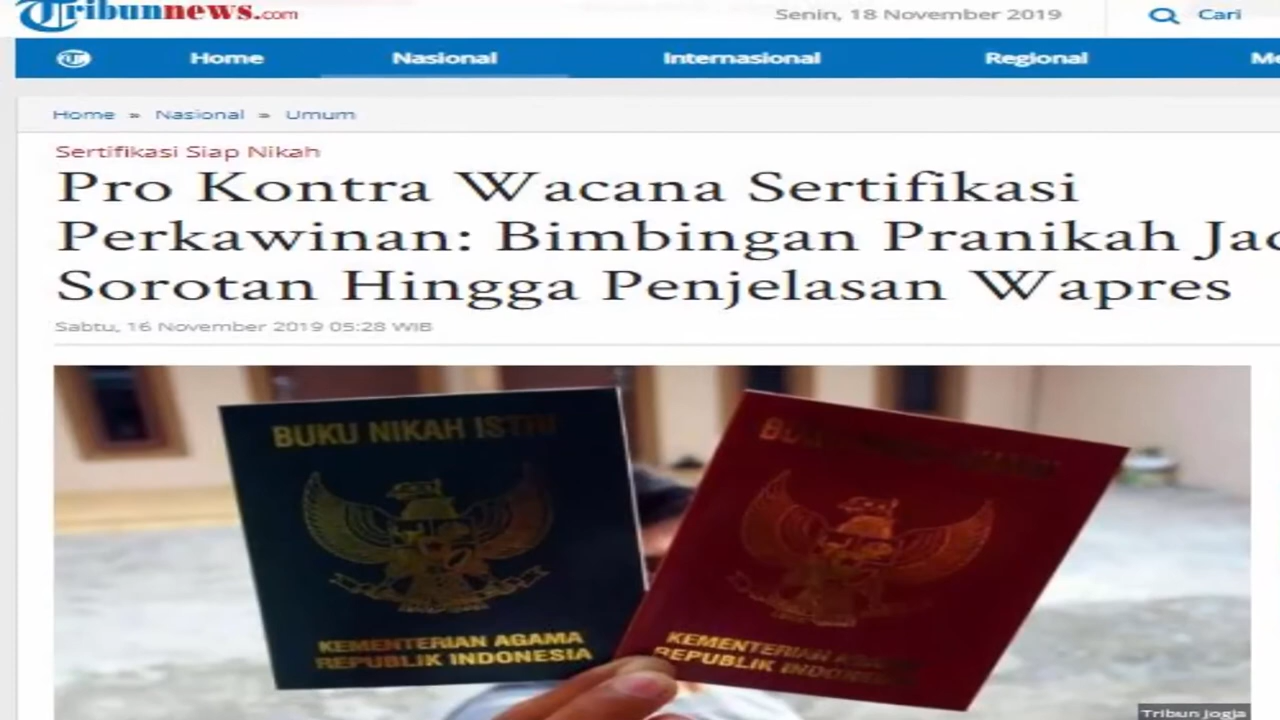 Tribunnews.com
Senin, 18 November 2019
Cari
Home Nasional Internasional Regional
Home » Nasional » Umum
Sertifikasi Siap Nikah
Pro Kontra Wacana Sertifikasi
Perkawinan: Bimbingan Pranikah
Sorotan Hingga Penjelasan Wapres
Sabtu, 16 November 2019 05:28 WIB
BUKU NIKAH ISTRI
KEMENTERIAN AGAMA
REPUBLIK INDONESIA
KEMENTERIAN AGAMA
REPUBLIK INDONESIA
Tribun Jogja